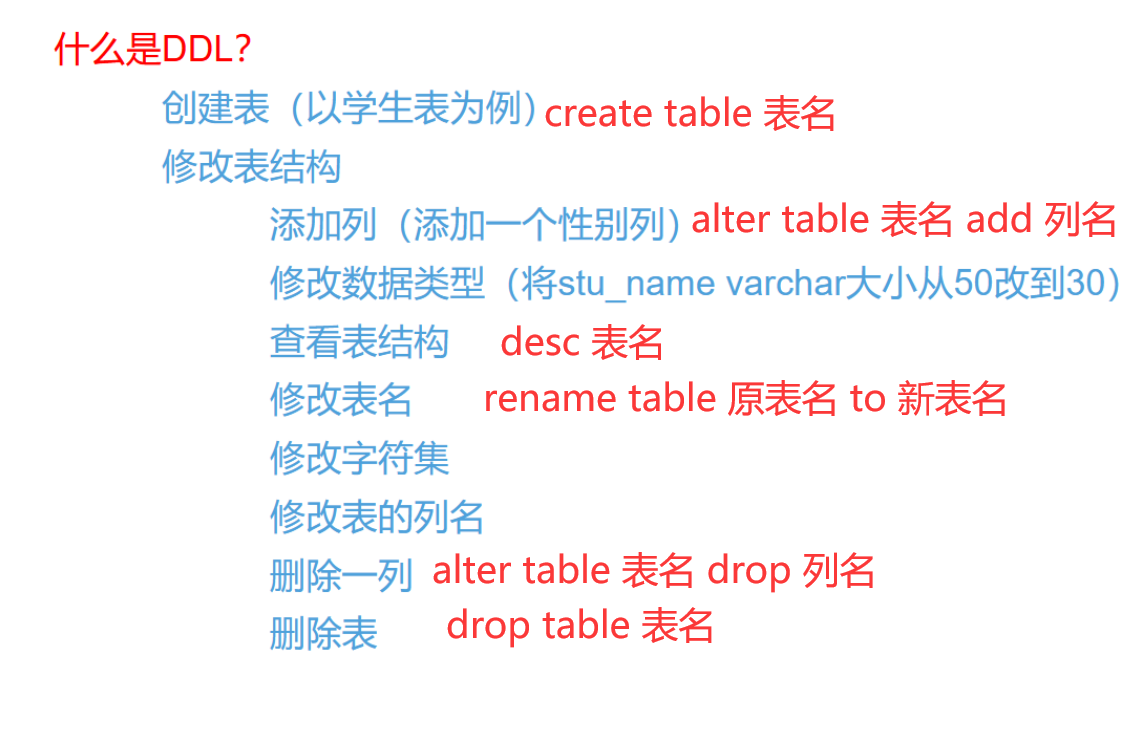 什么是DDL？
创建表（以学生表为例） create table 表名
修改表结构
添加列（添加一个性别列） alter table 表名 add 列名
修改数据类型（将stu_name varchar大小从50改到30）
查看表结构 desc 表名
修改表名 rename table 原表名 to 新表名
修改字符集
修改表的列名
删除一列 alter table 表名 drop 列名
删除表 drop table 表名